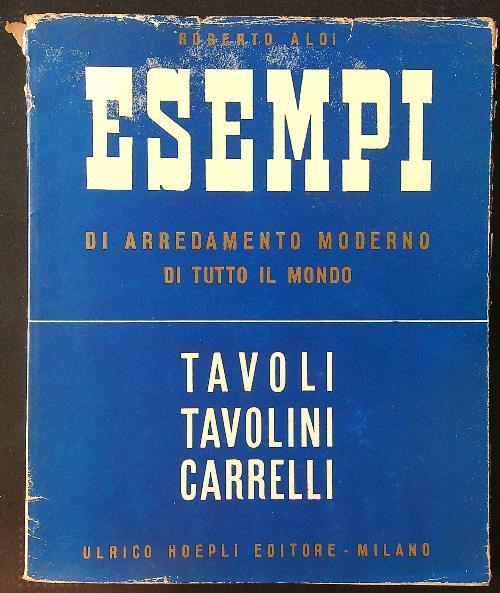 ROBERTO ALOI
ESEMPI
DI ARREDAMENTO MODERNO
DI TUTTO IL MONDO
TAVOLI
TAVOLINI
CARRELLI
ULRICO HOEPLI EDITORE - MILANO